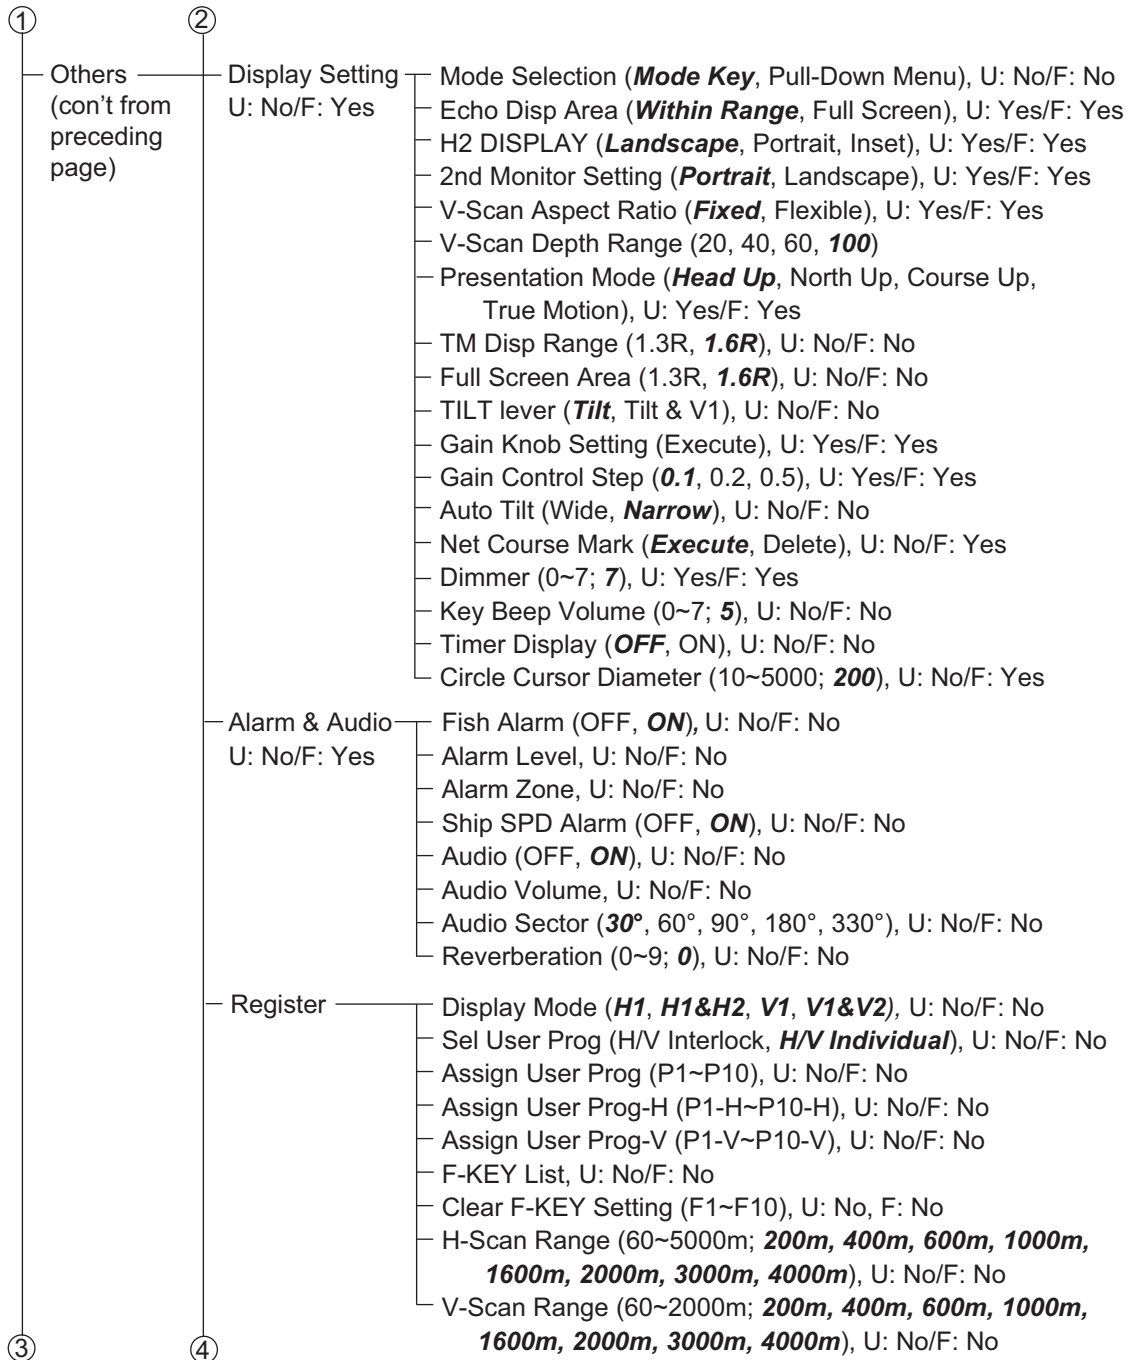 1
2
Others
(con't from
preceding
page)
Display Setting
U: No/F: Yes
Mode Selection (Mode Key, Pull-Down Menu), U: No/F: No
Echo Disp Area (Within Range, Full Screen), U: Yes/F: Yes
H2 DISPLAY (Landscape, Portrait, Inset), U: Yes/F: Yes
2nd Monitor Setting (Portrait, Landscape), U: Yes/F: Yes
V-Scan Aspect Ratio (Fixed, Flexible), U: Yes/F: Yes
V-Scan Depth Range (20, 40, 60, 100)
Presentation Mode (Head Up, North Up, Course Up,
True Motion), U: Yes/F: Yes
TM Disp Range (1.3R, 1.6R), U: No/F: No
Full Screen Area (1.3R, 1.6R), U: No/F: No
TILT lever (Tilt, Tilt & V1), U: No/F: No
Gain Knob Setting (Execute), U: Yes/F: Yes
Gain Control Step (0.1, 0.2, 0.5), U: Yes/F: Yes
Auto Tilt (Wide, Narrow), U: No/F: No
Net Course Mark (Execute, Delete), U: No/F: Yes
Dimmer (0~7; 7), U: Yes/F: Yes
Key Beep Volume (0~7; 5), U: No/F: No
Timer Display (OFF, ON), U: No/F: No
Circle Cursor Diameter (10~5000; 200), U: No/F: Yes
Alarm & Audio
U: No/F: Yes
Fish Alarm (OFF, ON), U: No/F: No
Alarm Level, U: No/F: No
Alarm Zone, U: No/F: No
Ship SPD Alarm (OFF, ON), U: No/F: No
Audio (OFF, ON), U: No/F: No
Audio Volume, U: No/F: No
Audio Sector (30°, 60°, 90°, 180°, 330°), U: No/F: No
Reverberation (0~9; 0), U: No/F: No
Register
Display Mode (H1, H1&H2, V1, V1&V2), U: No/F: No
Sel User Prog (H/V Interlock, H/V Individual), U: No/F: No
Assign User Prog (P1~P10), U: No/F: No
Assign User Prog-H (P1-H~P10-H), U: No/F: No
Assign User Prog-V (P1-V~P10-V), U: No/F: No
F-KEY List, U: No/F: No
Clear F-KEY Setting (F1~F10), U: No, F: No
H-Scan Range (60~5000m; 200m, 400m, 600m, 1000m,
1600m, 2000m, 3000m, 4000m), U: No/F: No
V-Scan Range (60~2000m; 200m, 400m, 600m, 1000m,
1600m, 2000m, 3000m, 4000m), U: No/F: No
3
4